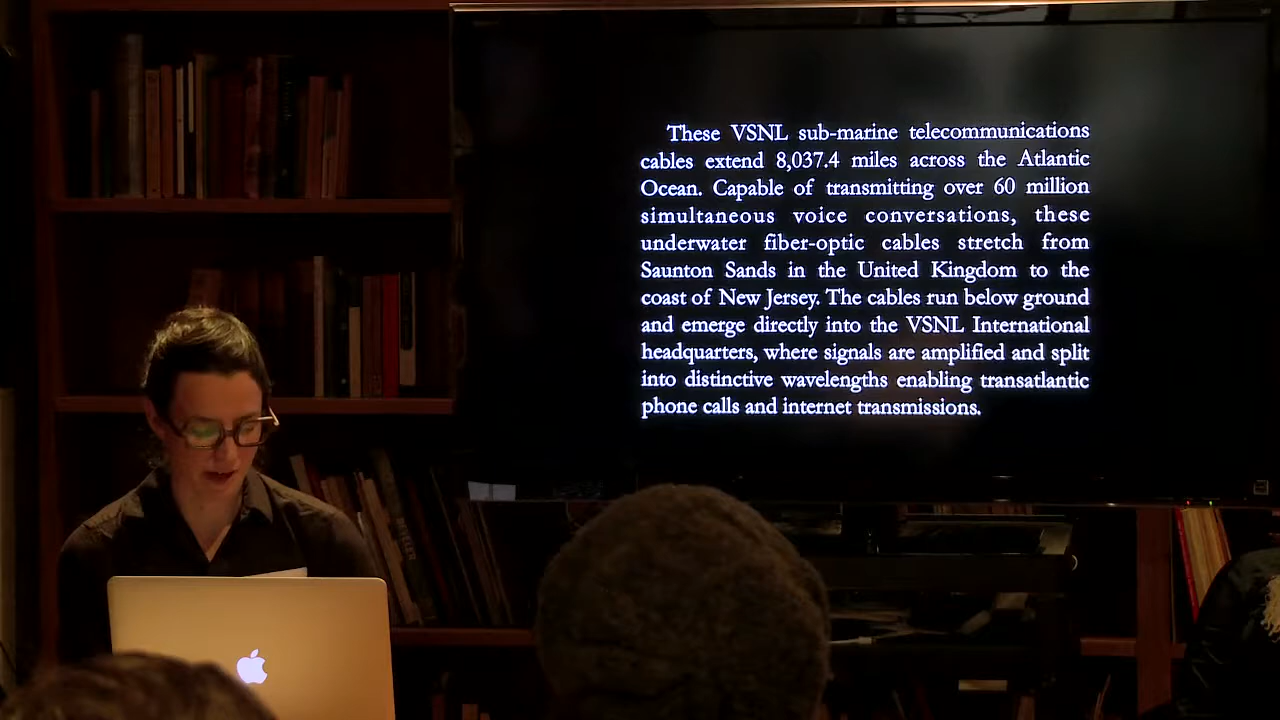 These VSNL sub-marine telecommunications
cables extend 8,037.4 miles across the Atlantic
Ocean. Capable of transmitting over 60 million
simultaneous voice conversations, these
underwater fiber-optic cables stretch from
Saunton Sands in the United Kingdom to the
coast of New Jersey. The cables run below ground
and emerge directly into the VSNL International
headquarters, where signals are amplified and split
into distinctive wavelengths enabling transatlantic
phone calls and internet transmissions.